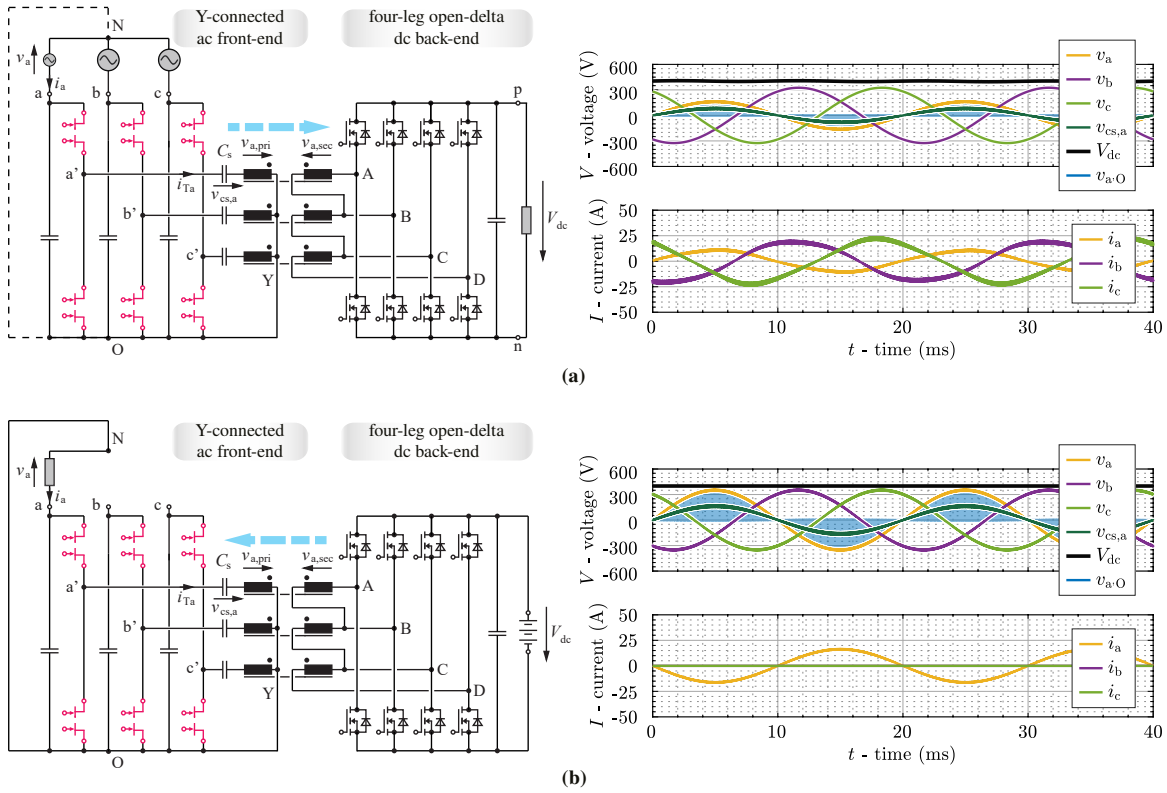 N
Y-connected
ac front-end
four-leg open-delta
dc back-end
v_a
i_a
a
b
c
p
C_s
v_a,pri
v_a,sec
a'
i_Ta
v_cs,a
A
b'
B
V_dc
c'
C
Y
D
O
n
V - voltage (V)
600
300
0
-300
-600
v_a
v_b
v_c
v_cs,a
V_dc
v_a'O
I - current (A)
50
25
0
-25
-50
i_a
i_b
i_c
0
10
20
30
40
t - time (ms)
(a)
N
Y-connected
ac front-end
four-leg open-delta
dc back-end
v_a
i_a
a
b
c
C_s
v_a,pri
v_a,sec
a'
i_Ta
v_cs,a
A
b'
B
V_dc
c'
C
Y
D
O
V - voltage (V)
600
300
0
-300
-600
v_a
v_b
v_c
v_cs,a
V_dc
v_a'O
I - current (A)
50
25
0
-25
-50
i_a
i_b
i_c
0
10
20
30
40
t - time (ms)
(b)